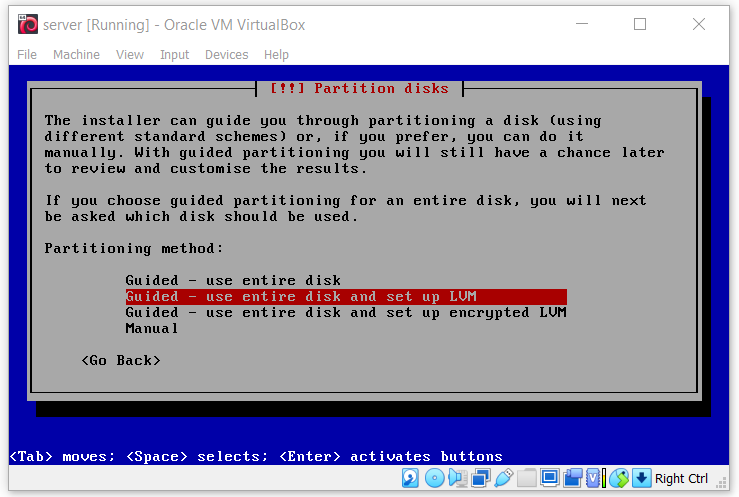 server [Running] - Oracle VM VirtualBox
File Machine View Input Devices Help
[!!] Partition disks
The installer can guide you through partitioning a disk (using
different standard schemes) or, if you prefer, you can do it
manually. With guided partitioning you will still have a chance later
to review and customise the results.
If you choose guided partitioning for an entire disk, you will next
be asked which disk should be used.
Partitioning method:
Guided - use entire disk
Guided - use entire disk and set up LVM
Guided - use entire disk and set up encrypted LVM
Manual
<Go Back>
<Tab> moves; <Space> selects; <Enter> activates buttons
Right Ctrl